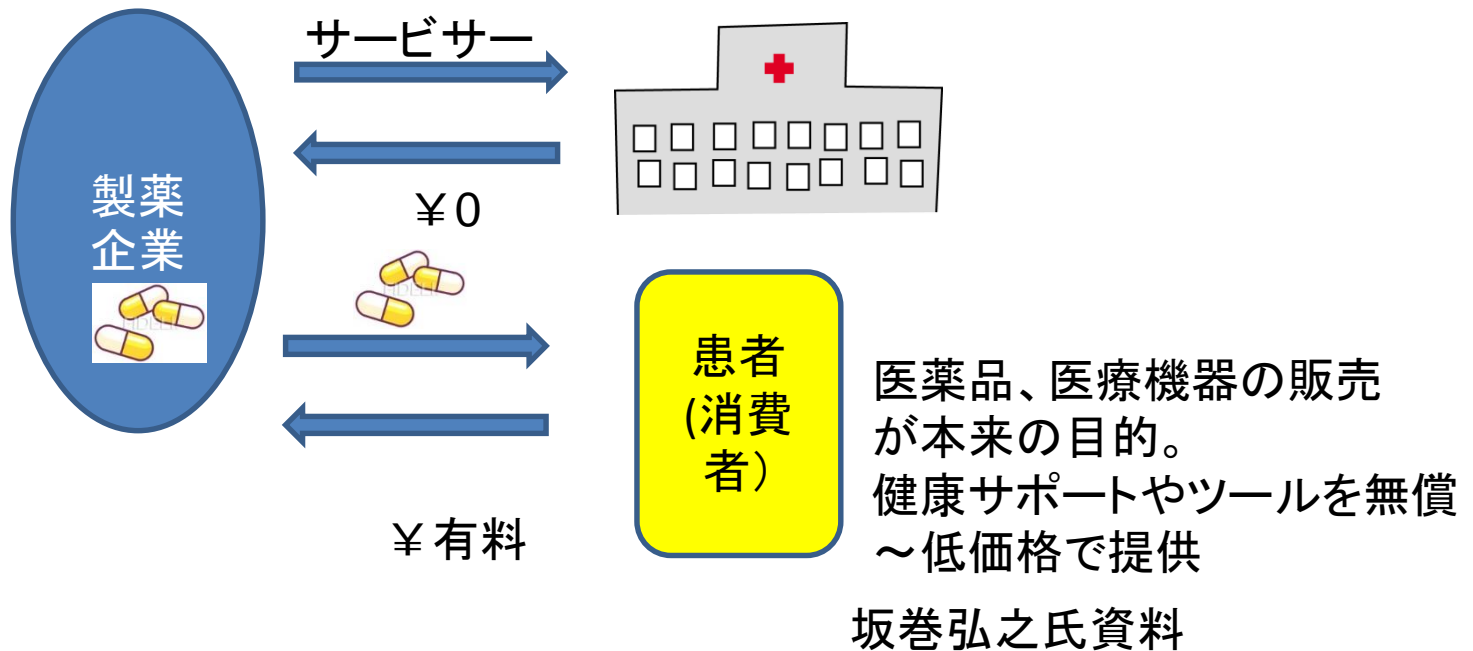 サービサー
製薬
企業
￥0
患者
(消費
者）
医薬品、医療機器の販売
が本来の目的。
健康サポートやツールを無償
～低価格で提供
￥有料
坂巻弘之氏資料